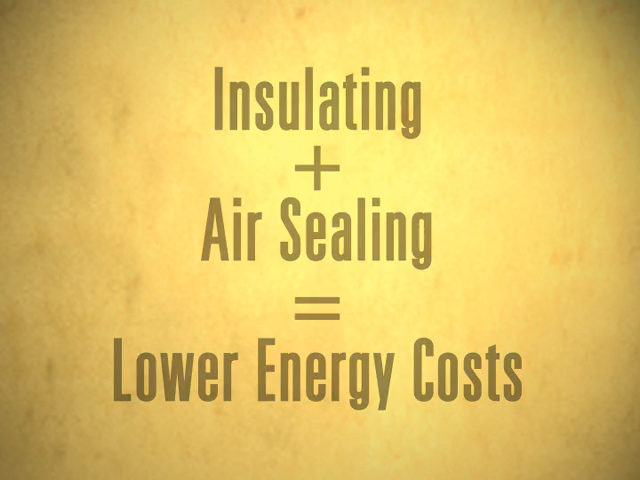 Insulating
+
Air Sealing
=
Lower Energy Costs